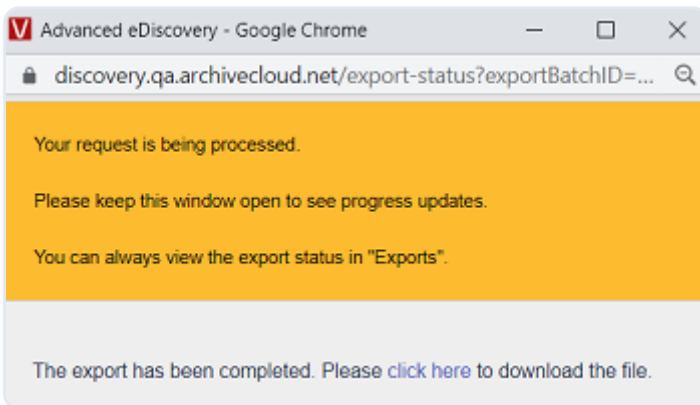 V Advanced eDiscovery - Google Chrome
discovery.qa.archivecloud.net/export-status?exportBatchID=...
Your request is being processed.
Please keep this window open to see progress updates.
You can always view the export status in "Exports".
The export has been completed. Please click here to download the file.